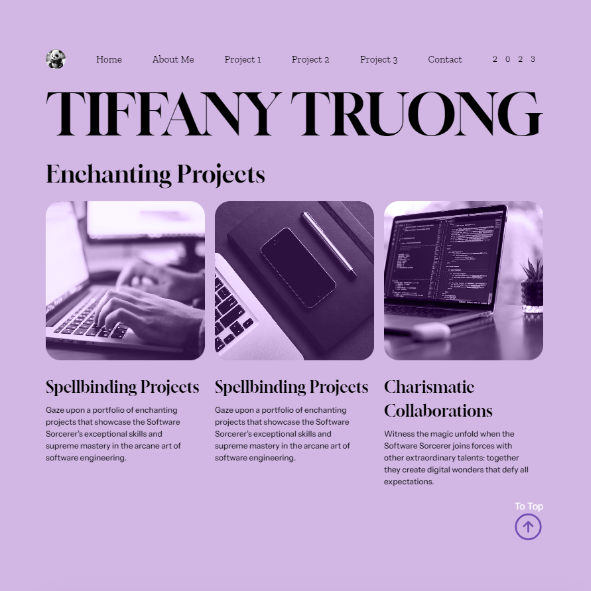 Home About Me Project 1 Project 2 Project 3 Contact 2 0 2 3
TIFFANY TRUONG
Enchanting Projects
Spellbinding Projects
Gaze upon a portfolio of enchanting
projects that showcase the Software
Sorcerer's exceptional skills and
supreme mastery in the arcane art of
software engineering.
Spellbinding Projects
Gaze upon a portfolio of enchanting
projects that showcase the Software
Sorcerer's exceptional skills and
supreme mastery in the arcane art of
software engineering.
Charismatic
Collaborations
Witness the magic unfold when the
Software Sorcerer joins forces with
other extraordinary talents: together
they create digital wonders that defy all
expectations.
To Top